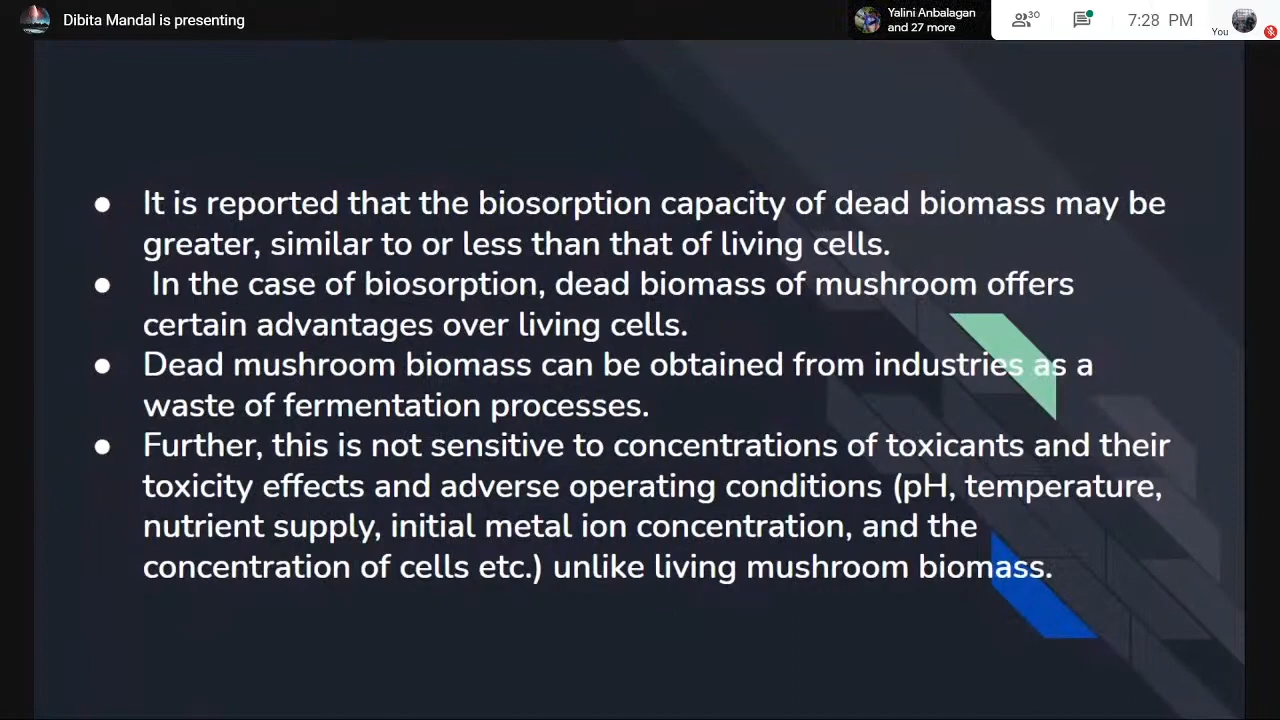 Dibita Mandal is presenting
Yalini Anbalagan
and 27 more
30
7:28 PM
You
● It is reported that the biosorption capacity of dead biomass may be
greater, similar to or less than that of living cells.
● In the case of biosorption, dead biomass of mushroom offers
certain advantages over living cells.
● Dead mushroom biomass can be obtained from industries as a
waste of fermentation processes.
● Further, this is not sensitive to concentrations of toxicants and their
toxicity effects and adverse operating conditions (pH, temperature,
nutrient supply, initial metal ion concentration, and the
concentration of cells etc.) unlike living mushroom biomass.